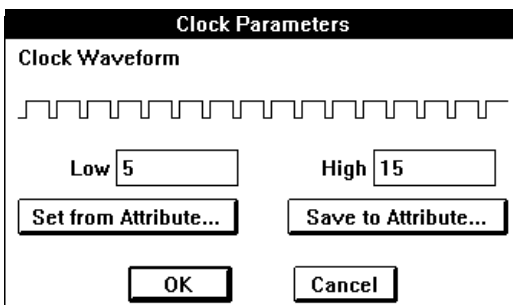 Clock Parameters
Clock Waveform
Low 5 High 15
Set from Attribute... Save to Attribute...
OK Cancel